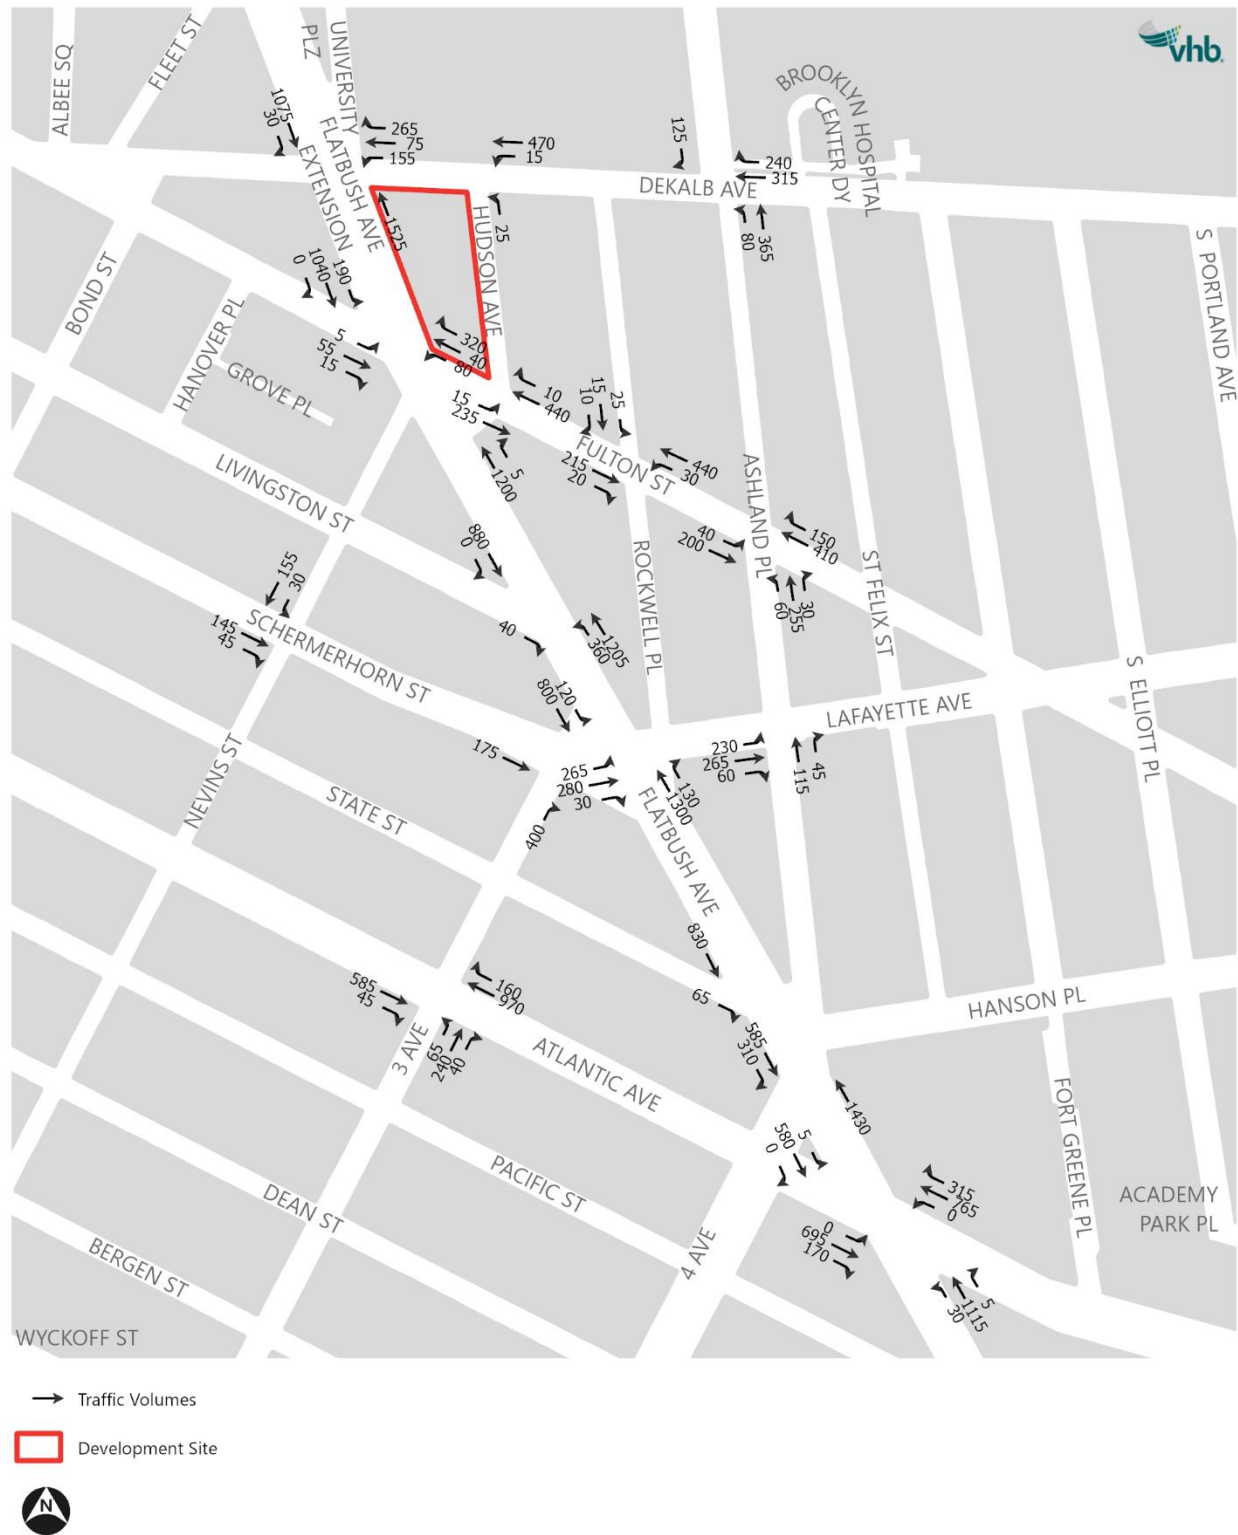 vhb
ALBEE SQ
FLEET ST
UNIVERSITY
PLZ
BROOKLYN HOSPITAL
CENTER DY
1075
30
265
75
155
470
15
125
240
315
DEKALB AVE
80
365
FLATBUSH AVE
EXTENSION
1525
HUDSON AVE
25
S PORTLAND AVE
BOND ST
HANOVER PL
GROVE PL
0
1040
190
5
55
15
320
40
80
10
440
15
235
10
15
25
FULTON ST
215
20
440
30
5
1200
ASHLAND PL
40
200
150
410
60
255
30
LIVINGSTON ST
880
0
ROCKWELL PL
ST FELIX ST
155
30
SCHERMERHORN ST
145
45
40
1205
360
800
120
LAFAYETTE AVE
S ELLIOTT PL
175
265
280
30
230
265
60
115
45
130
1300
400
NEVINS ST
STATE ST
FLATBUSH AVE
830
65
585
310
HANSON PL
585
45
160
970
65
240
40
3 AVE
ATLANTIC AVE
1430
FORT GREENE PL
0
580
5
315
765
0
ACADEMY
PARK PL
0
695
170
PACIFIC ST
DEAN ST
4 AVE
30
1115
5
BERGEN ST
WYCKOFF ST
Traffic Volumes
Development Site
N